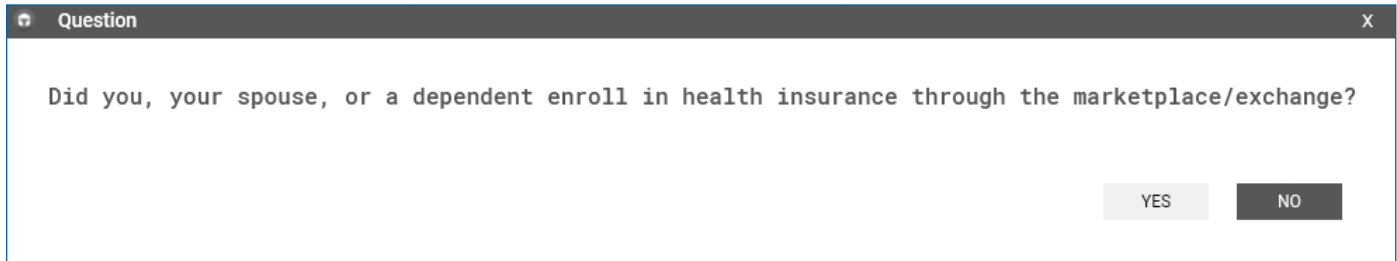 Question X
Did you, your spouse, or a dependent enroll in health insurance through the marketplace/exchange?
YES NO